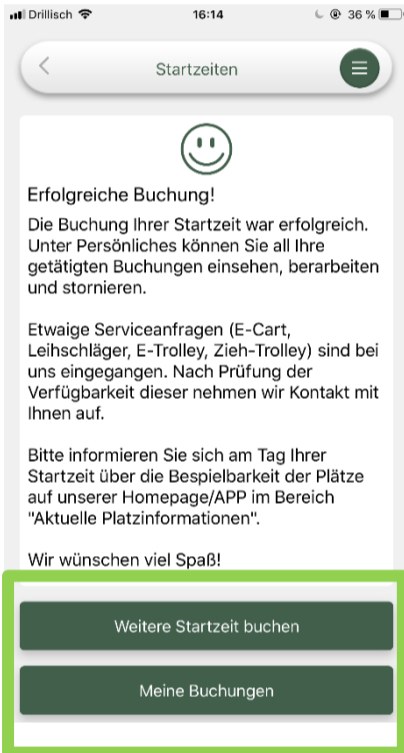 Drillisch 16:14 36 %
Startzeiten
Erfolgreiche Buchung!
Die Buchung Ihrer Startzeit war erfolgreich.
Unter Persönliches können Sie all Ihre
getätigten Buchungen einsehen, berarbeiten
und stornieren.
Etwaige Serviceanfragen (E-Cart,
Leihschläger, E-Trolley, Zieh-Trolley) sind bei
uns eingegangen. Nach Prüfung der
Verfügbarkeit dieser nehmen wir Kontakt mit
Ihnen auf.
Bitte informieren Sie sich am Tag Ihrer
Startzeit über die Bespielbarkeit der Plätze
auf unserer Homepage/APP im Bereich
"Aktuelle Platzinformationen".
Wir wünschen viel Spaß!
Weitere Startzeit buchen
Meine Buchungen